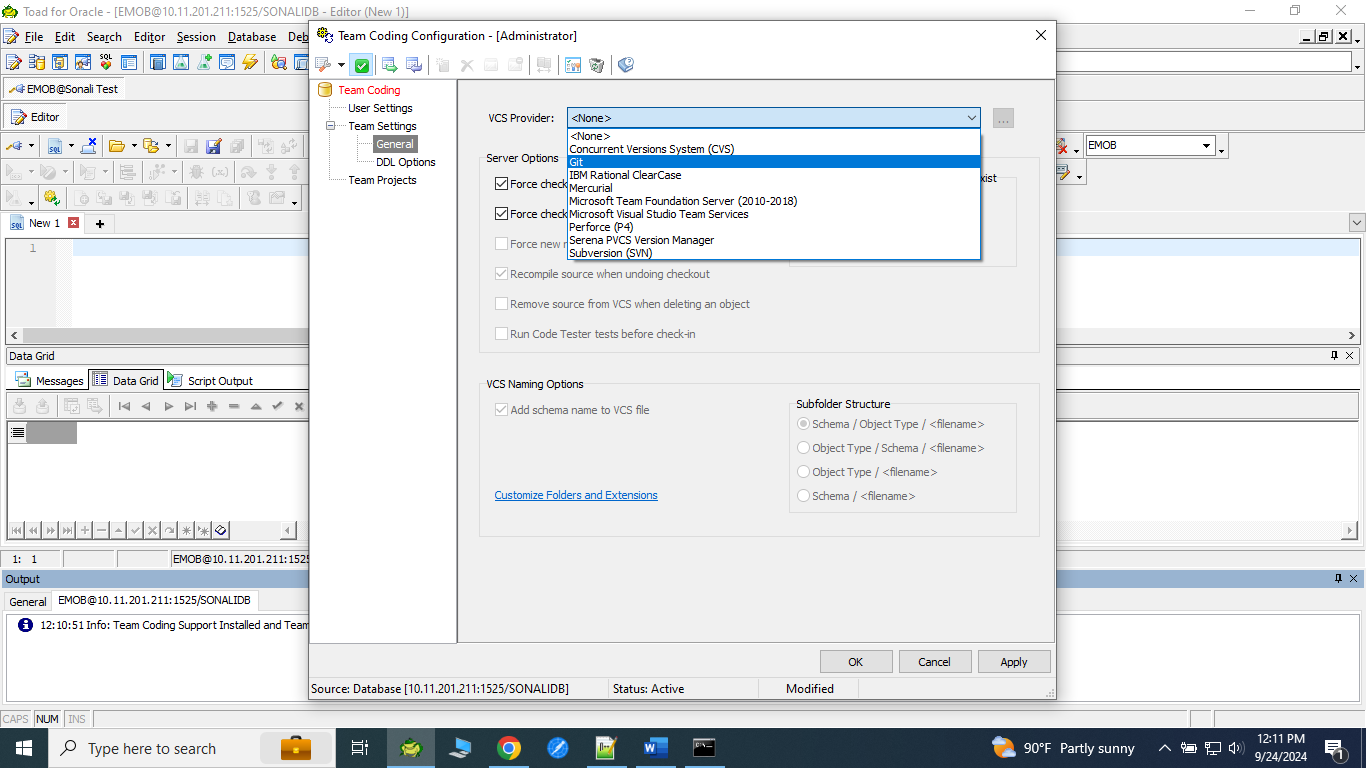 Toad for Oracle - [EMOB@10.11.201.211:1525/SONALIDB - Editor (New 1)]
File Edit Search Editor Session Database Deb
EMOB@Sonali Test
Editor
SQL
EMOB
New 1
1
Data Grid
Messages Data Grid Script Output
1: 1
EMOB@10.11.201.211:1525
Output
General EMOB@10.11.201.211:1525/SONALIDB
12:10:51 Info: Team Coding Support Installed and Team
CAPS NUM INS
Team Coding Configuration - [Administrator]
Team Coding
User Settings
Team Settings
General
DDL Options
Team Projects
VCS Provider: <None>
...
<None>
Concurrent Versions System (CVS)
Git
IBM Rational ClearCase
Mercurial
Microsoft Team Foundation Server (2010-2018)
Microsoft Visual Studio Team Services
Perforce (P4)
Serena PVCS Version Manager
Subversion (SVN)
Server Options
Force check
xist
Force check
Force new r
Recompile source when undoing checkout
Remove source from VCS when deleting an object
Run Code Tester tests before check-in
VCS Naming Options
Add schema name to VCS file
Customize Folders and Extensions
Subfolder Structure
Schema / Object Type / <filename>
Object Type / Schema / <filename>
Object Type / <filename>
Schema / <filename>
OK Cancel Apply
Source: Database [10.11.201.211:1525/SONALIDB] Status: Active Modified
Type here to search
90°F Partly sunny
12:11 PM
9/24/2024
1